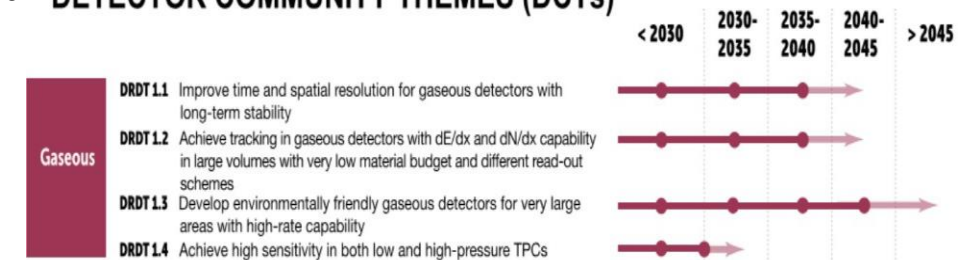 DETECTOR COMMUNITY THEMES (DCTs)
< 2030
2030-
2035
2035-
2040
2040-
2045
> 2045
Gaseous
DRDT 1.1 Improve time and spatial resolution for gaseous detectors with
long-term stability
DRDT 1.2 Achieve tracking in gaseous detectors with dE/dx and dN/dx capability
in large volumes with very low material budget and different read-out
schemes
DRDT 1.3 Develop environmentally friendly gaseous detectors for very large
areas with high-rate capability
DRDT 1.4 Achieve high sensitivity in both low and high-pressure TPCs